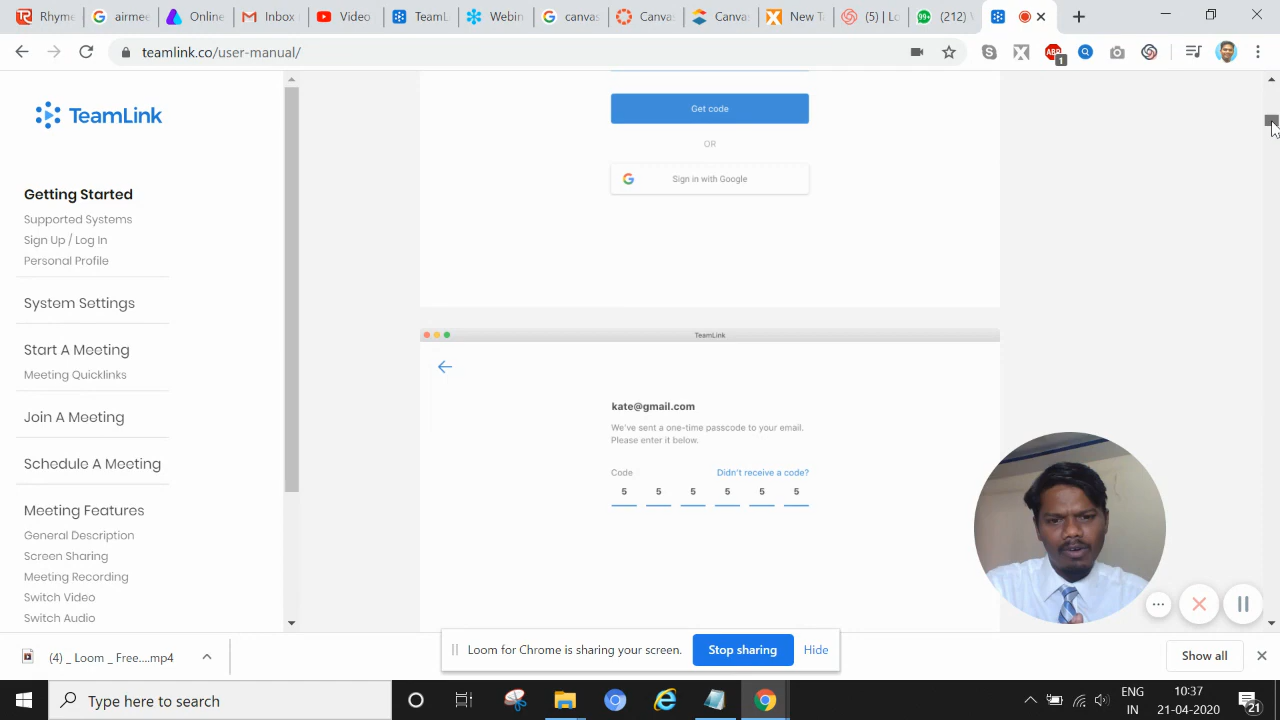 Rhyme
airmee
Online
Inbox
Video
TeamL
Webin
canvas
Canva
Canva
New T
(1) Lo
99+
(212) W
teamlink.co/user-manual/
ABP
1
TeamLink
Getting Started
Supported Systems
Sign Up / Log In
Personal Profile
System Settings
Start A Meeting
Meeting Quicklinks
Join A Meeting
Schedule A Meeting
Meeting Features
General Description
Screen Sharing
Meeting Recording
Switch Video
Switch Audio
Get code
OR
Sign in with Google
TeamLink
kate@gmail.com
We've sent a one-time passcode to your email.
Please enter it below.
Code Didn't receive a code?
5 5 5 5 5 5
Loom for Chrome is sharing your screen. Stop sharing Hide
(4) _ Loom _ Free....mp4
Show all
Type here to search
ENG
IN
10:37
21-04-2020
21